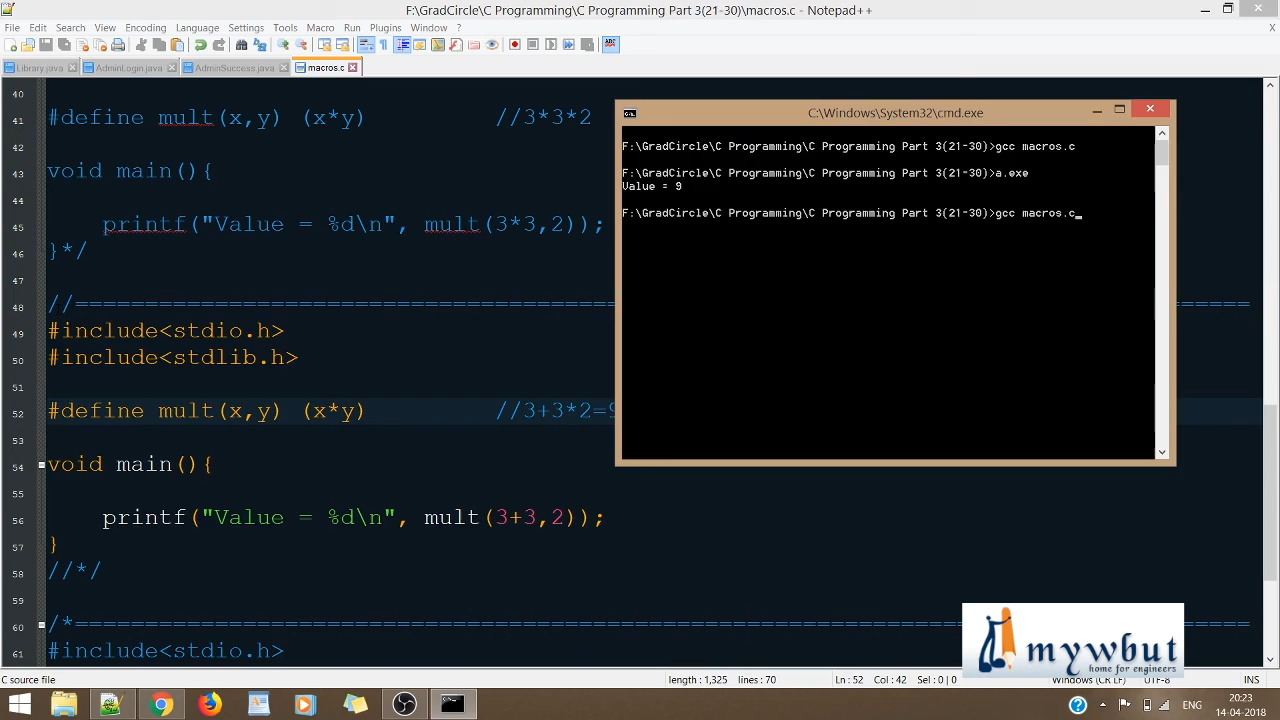 F:\GradCircle\C Programming\C Programming Part 3(21-30)\macros.c - Notepad++
File Edit Search View Encoding Language Settings Tools Macro Run Plugins Window ?
Library.java AdminLogin.java AdminSuccess.java macros.c
40
41 #define mult(x,y) (x*y) //3*3*2
42
43 void main(){
44
45 printf("Value = %d\n", mult(3*3,2));
46 }*/
47
48 //==========================================================================================
49 #include<stdio.h>
50 #include<stdlib.h>
51
52 #define mult(x,y) (x*y) //3+3*2=9
53
54 void main(){
55
56 printf("Value = %d\n", mult(3+3,2));
57 }
58 //*/
59
60 /*==========================================================================================
61 #include<stdio.h>
C:\Windows\System32\cmd.exe
F:\GradCircle\C Programming\C Programming Part 3(21-30)>gcc macros.c
F:\GradCircle\C Programming\C Programming Part 3(21-30)>a.exe
Value = 9
F:\GradCircle\C Programming\C Programming Part 3(21-30)>gcc macros.c_
mywbut
home for engineers
C source file length : 1,325 lines : 70 Ln : 52 Col : 42 Sel : 0 | 0 Windows (CR LF) UTF-8 INS
ENG 20:23
14-04-2018